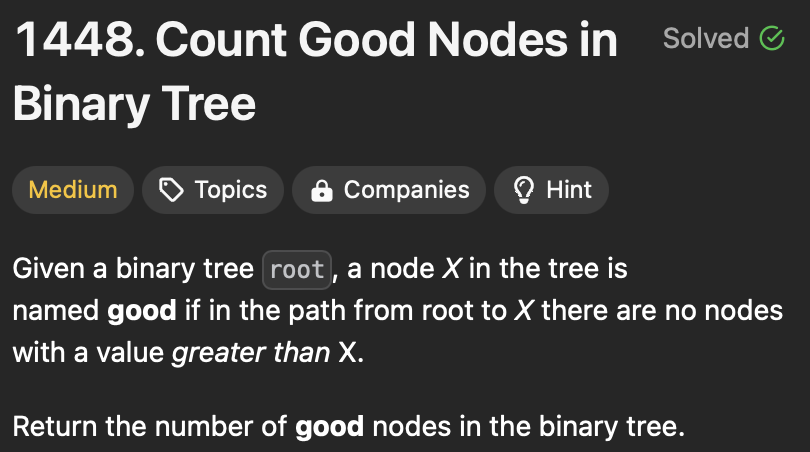 1448. Count Good Nodes in
Solved
Binary Tree
Medium
Topics
Companies
Hint
Given a binary tree root, a node X in the tree is
named good if in the path from root to X there are no nodes
with a value greater than X.
Return the number of good nodes in the binary tree.